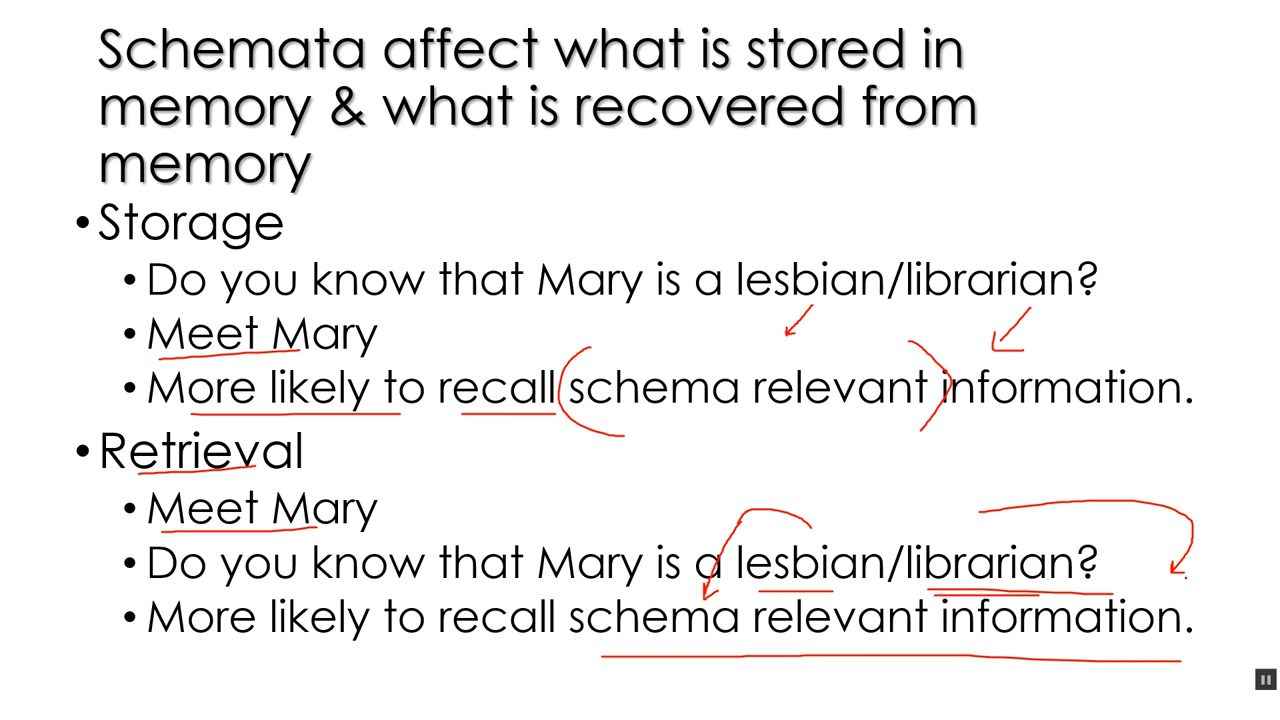 Schemata affect what is stored in
memory & what is recovered from
memory
• Storage
• Do you know that Mary is a lesbian/librarian?
• Meet Mary
• More likely to recall schema relevant information.
• Retrieval
• Meet Mary
• Do you know that Mary is a lesbian/librarian?
• More likely to recall schema relevant information.